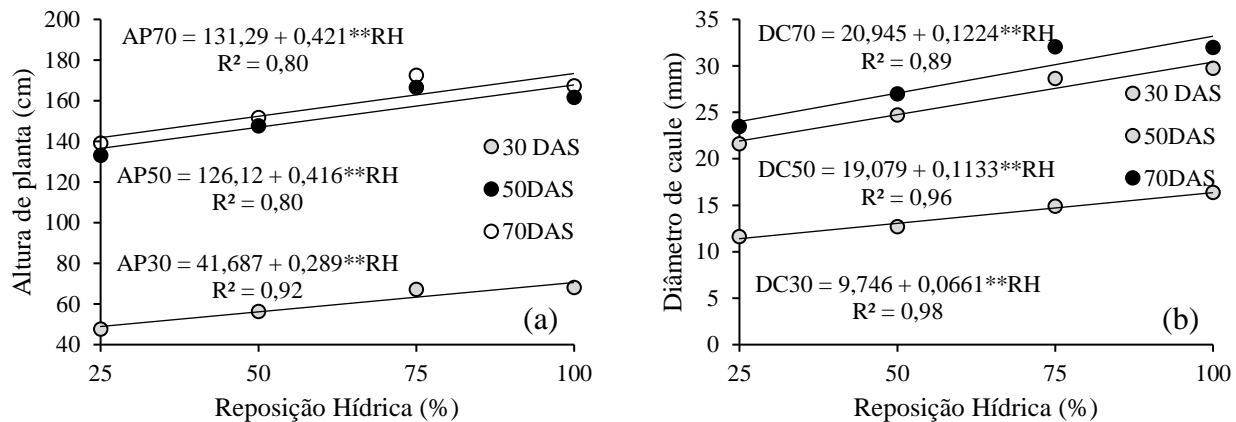 200
180
160
140
120
100
80
60
40
25
50
75
100
Altura de planta (cm)
Reposição Hídrica (%)
AP70 = 131,29 + 0,421**RH
R² = 0,80
AP50 = 126,12 + 0,416**RH
R² = 0,80
AP30 = 41,687 + 0,289**RH
R² = 0,92
30 DAS
50DAS
70DAS
(a)
35
30
25
20
15
10
5
0
25
50
75
100
Diâmetro de caule (mm)
Reposição Hídrica (%)
DC70 = 20,945 + 0,1224**RH
R² = 0,89
DC50 = 19,079 + 0,1133**RH
R² = 0,96
DC30 = 9,746 + 0,0661**RH
R² = 0,98
30 DAS
50DAS
70DAS
(b)